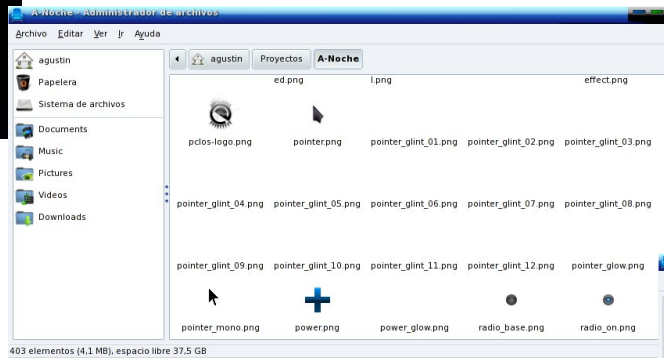 A-Noche - Administrador de archivos
Archivo Editar Ver Ir Ayuda
agustin
Papelera
Sistema de archivos
Documents
Music
Pictures
Videos
Downloads
agustin Proyectos A-Noche
ed.png l.png effect.png
pclos-logo.png pointer.png pointer_glint_01.png pointer_glint_02.png pointer_glint_03.png
pointer_glint_04.png pointer_glint_05.png pointer_glint_06.png pointer_glint_07.png pointer_glint_08.png
pointer_glint_09.png pointer_glint_10.png pointer_glint_11.png pointer_glint_12.png pointer_glow.png
pointer_mono.png power.png power_glow.png radio_base.png radio_on.png
403 elementos (4,1 MB), espacio libre 37,5 GB